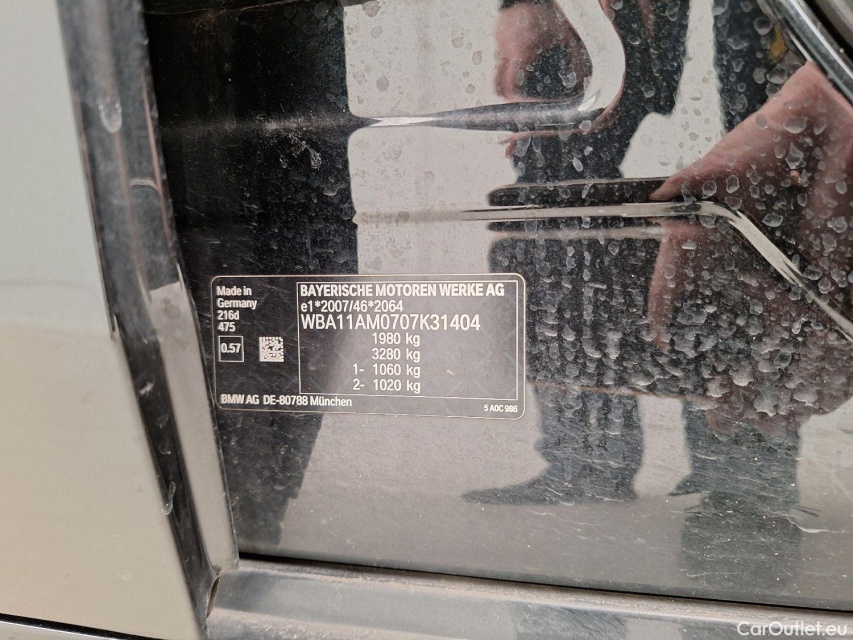 Made in
Germany
216d
475
0.57
BAYERISCHE MOTOREN WERKE AG
e1*2007/46*2064
WBA11AM0707K31404
1980 kg
3280 kg
1- 1060 kg
2- 1020 kg
BMW AG DE-80788 München
5 A0C 986
CarOutlet.eu